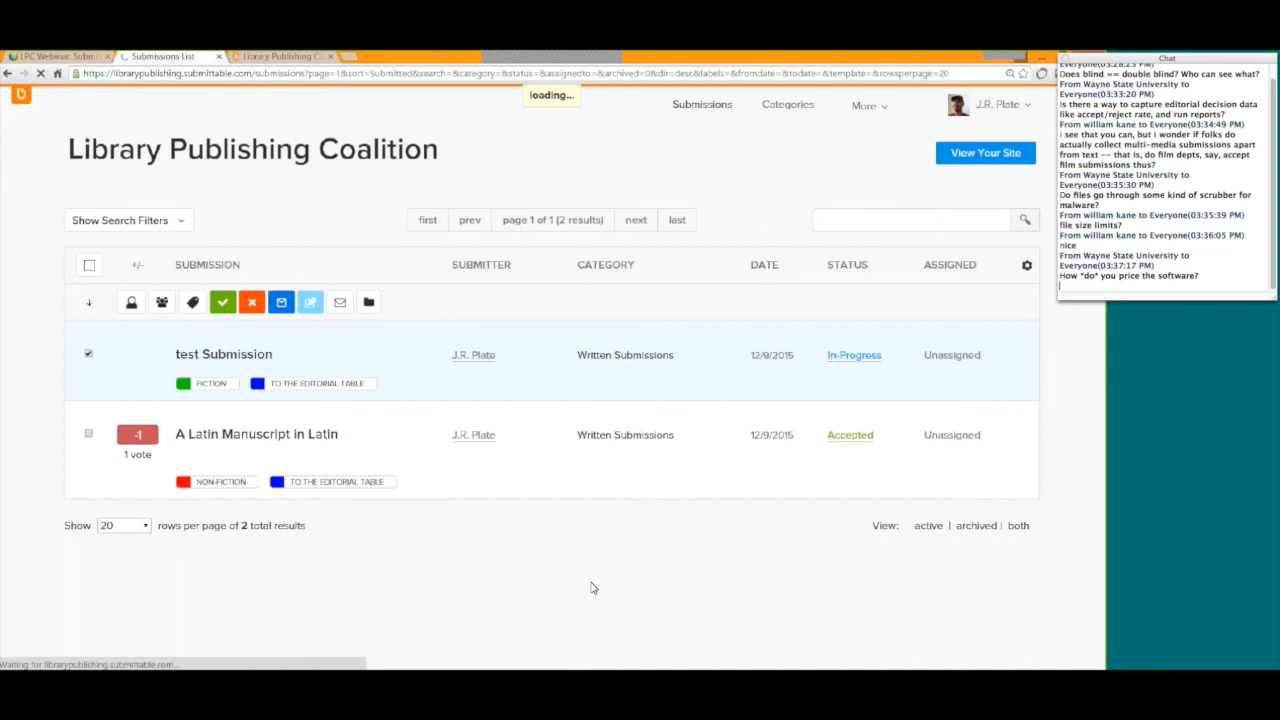 LPC Webinar: Submi
Submissions List
Library Publishing C
https://librarypublishing.submittable.com/submissions?page=1&sort=Submitted&search=&category=&status=&assignedto=&archived=0&dir=desc&labels=&fromdate=&todate=&template=&rowsperpage=20
loading...
Submissions
Categories
More
J.R. Plate
Library Publishing Coalition
View Your Site
Show Search Filters
first
prev
page 1 of 1 (2 results)
next
last
+/-
SUBMISSION
SUBMITTER
CATEGORY
DATE
STATUS
ASSIGNED
test Submission
J.R. Plate
Written Submissions
12/9/2015
In-Progress
Unassigned
FICTION
TO THE EDITORIAL TABLE
-1
A Latin Manuscript in Latin
J.R. Plate
Written Submissions
12/9/2015
Accepted
Unassigned
1 vote
NON-FICTION
TO THE EDITORIAL TABLE
Show 20 rows per page of 2 total results
View: active | archived | both
Waiting for librarypublishing.submittable.com...
Chat
Everyone(03:28:23 PM)
Does blind == double blind? Who can see what?
From Wayne State University to
Everyone(03:33:20 PM)
Is there a way to capture editorial decision data
like accept/reject rate, and run reports?
From william kane to Everyone(03:34:49 PM)
i see that you can, but i wonder if folks do
actually collect multi-media submissions apart
from text -- that is, do film depts, say, accept
film submissions thus?
From Wayne State University to
Everyone(03:35:30 PM)
Do files go through some kind of scrubber for
malware?
From william kane to Everyone(03:35:39 PM)
file size limits?
From william kane to Everyone(03:36:05 PM)
nice
From Wayne State University to
Everyone(03:37:17 PM)
How *do* you price the software?